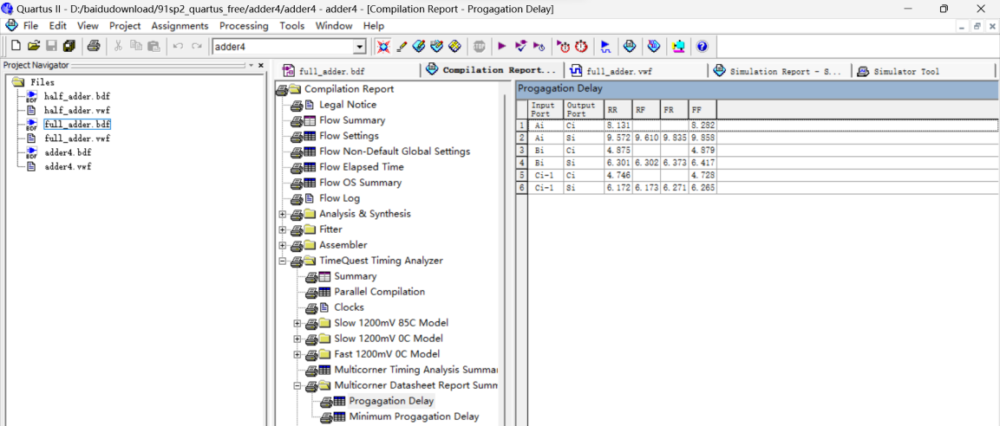 Quartus II - D:/baidudownload/91sp2_quartus_free/adder4/adder4 - adder4 - [Compilation Report - Progagation Delay]
File Edit View Project Assignments Processing Tools Window Help
adder4
Project Navigator
Files
half_adder.bdf
half_adder.vwf
full_adder.bdf
full_adder.vwf
adder4.bdf
adder4.vwf
full_adder.bdf
Compilation Report...
full_adder.vwf
Simulation Report - S...
Simulator Tool
Compilation Report
Legal Notice
Flow Summary
Flow Settings
Flow Non-Default Global Settings
Flow Elapsed Time
Flow OS Summary
Flow Log
Analysis & Synthesis
Fitter
Assembler
TimeQuest Timing Analyzer
Summary
Parallel Compilation
Clocks
Slow 1200mV 85C Model
Slow 1200mV 0C Model
Fast 1200mV 0C Model
Multicorner Timing Analysis Summar
Multicorner Datasheet Report Summ
Progagation Delay
Minimum Progagation Delay
Progagation Delay
Input Port Output Port RR RF FR FF
1 Ai Ci 8.131 8.282
2 Ai Si 9.572 9.610 9.835 9.858
3 Bi Ci 4.875 4.879
4 Bi Si 6.301 6.302 6.373 6.417
5 Ci-1 Ci 4.746 4.728
6 Ci-1 Si 6.172 6.173 6.271 6.265